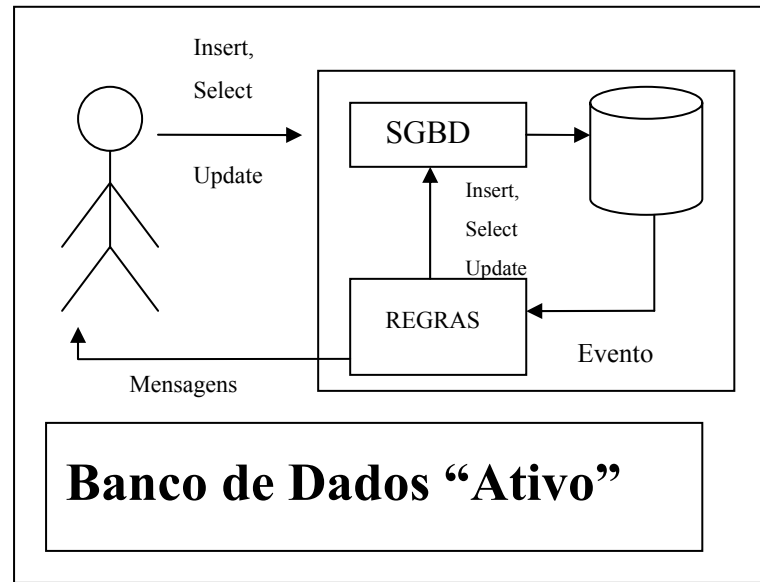 Insert,
Select
Update
SGBD
Insert,
Select
Update
REGRAS
Evento
Mensagens
Banco de Dados “Ativo”